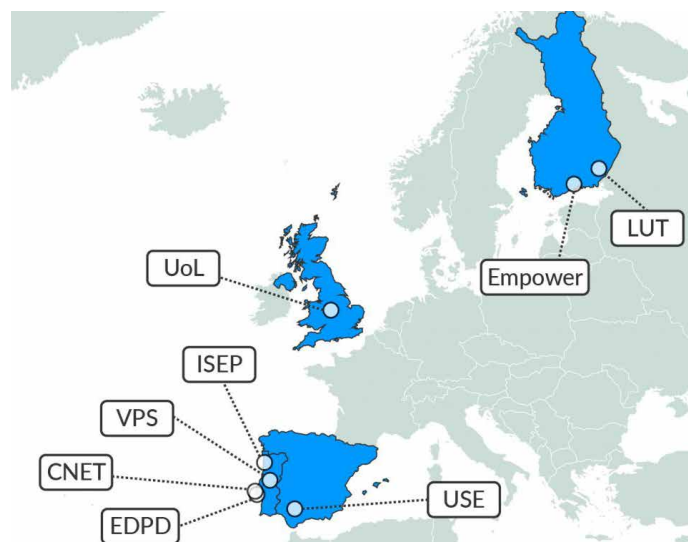 LUT
UoL
Empower
ISEP
VPS
CNET
USE
EDPD